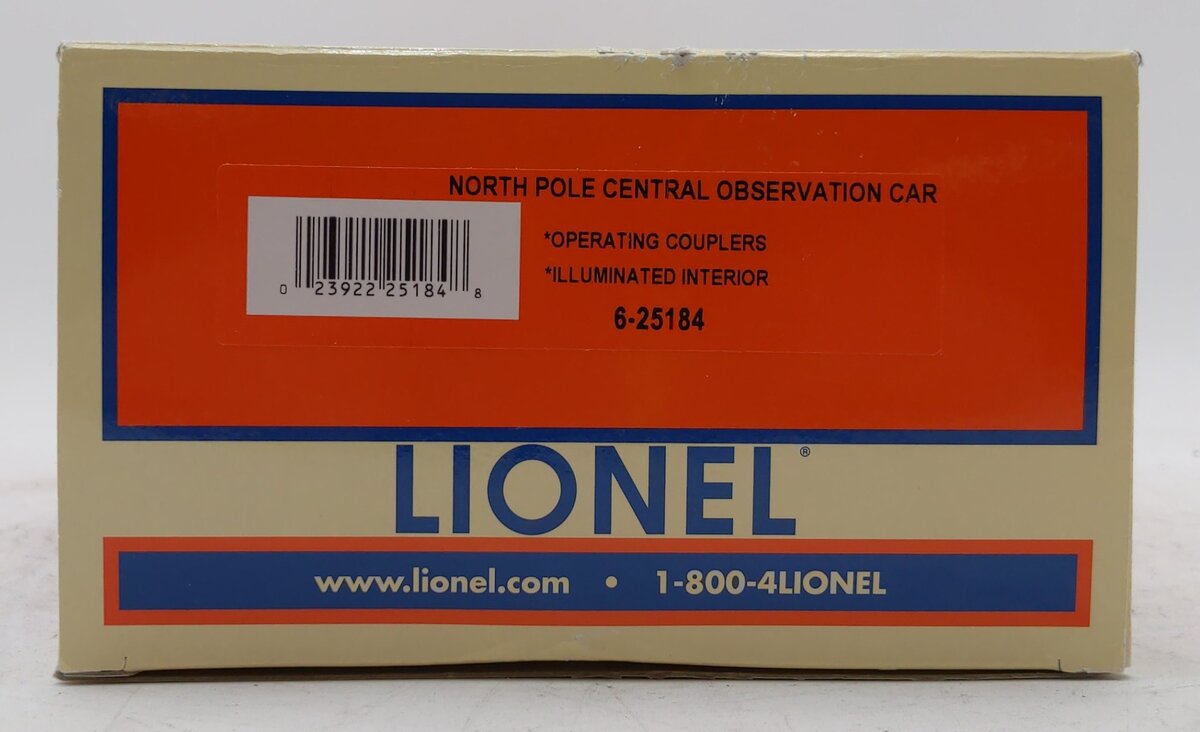 NORTH POLE CENTRAL OBSERVATION CAR
*OPERATING COUPLERS
*ILLUMINATED INTERIOR
6-25184
0 23922 25184 8
LIONEL®
www.lionel.com • 1-800-4LIONEL